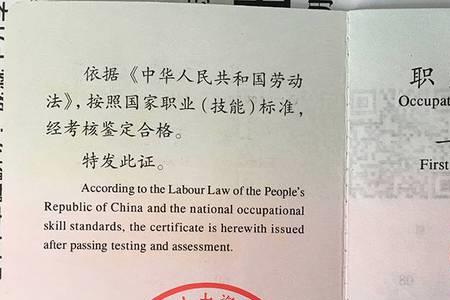 依据《中华人民共和国劳动
法》，按照国家职业（技能）标准，
经考核鉴定合格。
特发此证。
According to the Labour Law of the People's
Republic of China and the national occupational
skill standards, the certificate is herewith issued
after passing testing and assessment.
职
Occupat
一
First